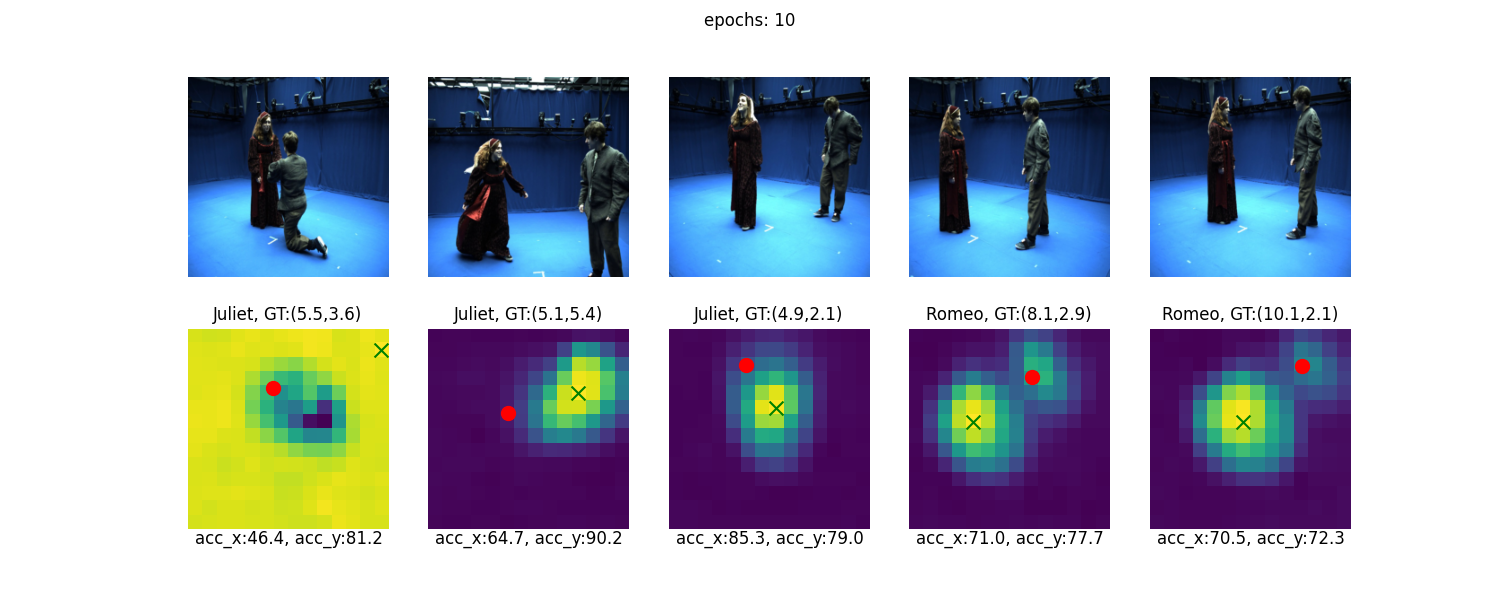 epochs: 10
Juliet, GT:(5.5,3.6)
Juliet, GT:(5.1,5.4)
Juliet, GT:(4.9,2.1)
Romeo, GT:(8.1,2.9)
Romeo, GT:(10.1,2.1)
acc_x:46.4, acc_y:81.2
acc_x:64.7, acc_y:90.2
acc_x:85.3, acc_y:79.0
acc_x:71.0, acc_y:77.7
acc_x:70.5, acc_y:72.3